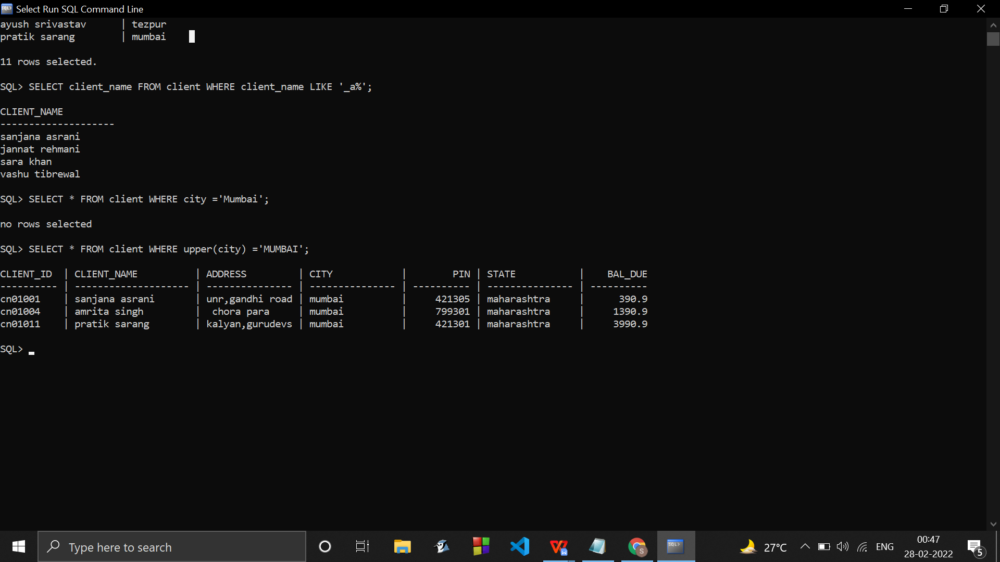 Select Run SQL Command Line
ayush srivastav | tezpur
pratik sarang | mumbai
11 rows selected.
SQL> SELECT client_name FROM client WHERE client_name LIKE '_a%';
CLIENT_NAME
--------------------
sanjana asrani
jannat rehmani
sara khan
vashu tibrewal
SQL> SELECT * FROM client WHERE city ='Mumbai';
no rows selected
SQL> SELECT * FROM client WHERE upper(city) ='MUMBAI';
CLIENT_ID | CLIENT_NAME | ADDRESS | CITY | PIN | STATE | BAL_DUE
---------- | -------------------- | --------------- | --------------- | ---------- | --------------- | ----------
cn01001 | sanjana asrani | unr,gandhi road | mumbai | 421305 | maharashtra | 390.9
cn01004 | amrita singh | chora para | mumbai | 799301 | maharashtra | 1390.9
cn01011 | pratik sarang | kalyan,gurudevs | mumbai | 421301 | maharashtra | 3990.9
SQL>
Type here to search
27°C
ENG
00:47
28-02-2022
5